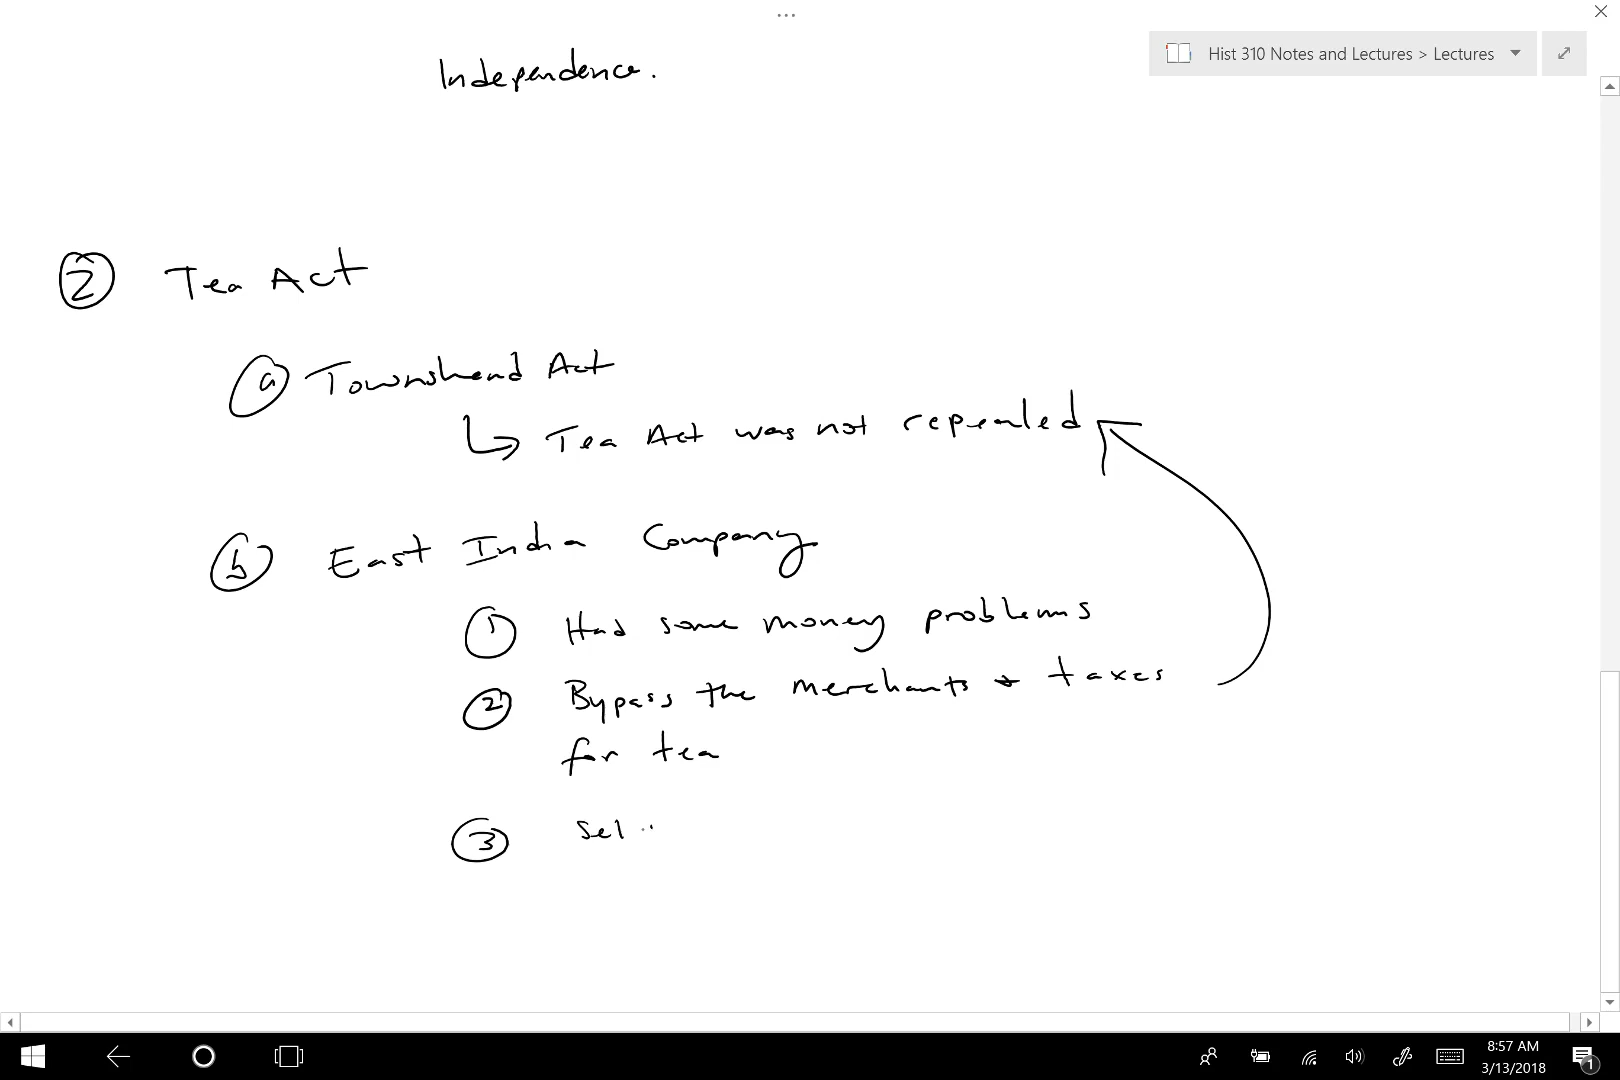 Independence.
Hist 310 Notes and Lectures > Lectures
② Tea Act
ⓐ Townshend Act
↳ Tea Act was not repealed
ⓑ East India Company
① Had some money problems
② Bypass the merchants + taxes
for tea
③ Sel
8:57 AM
3/13/2018
1